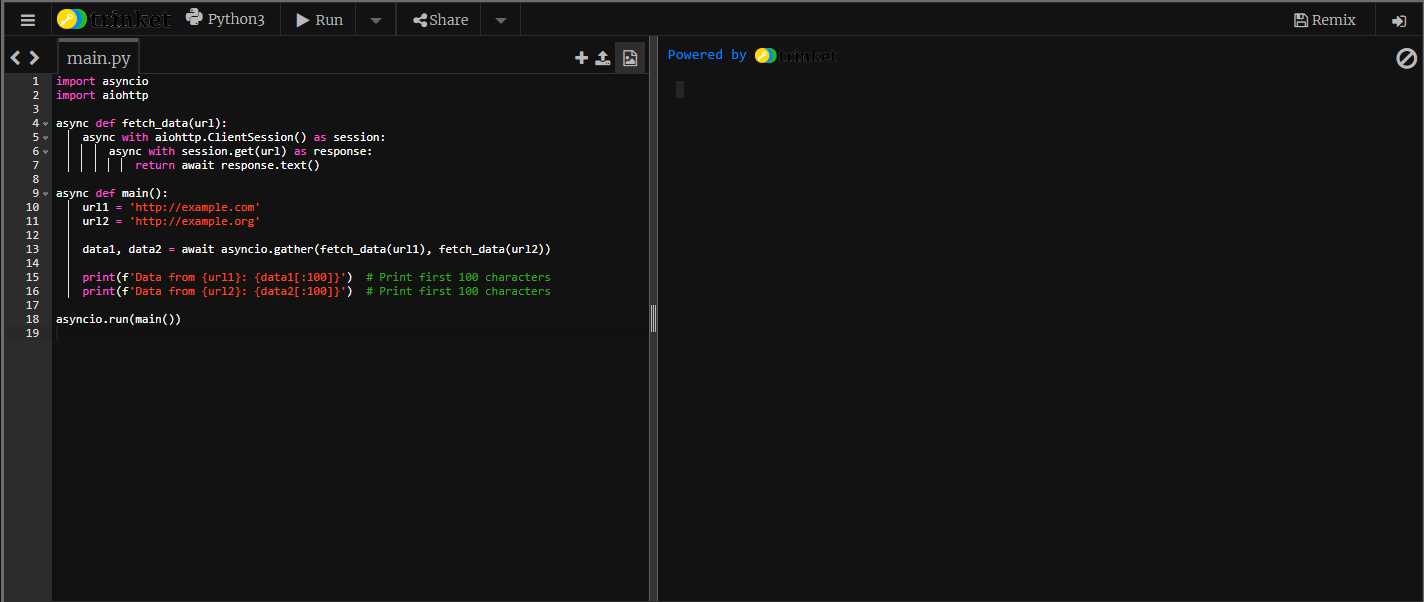 trinket Python3 Run Share Remix
main.py
Powered by trinket
1 import asyncio
2 import aiohttp
3
4 async def fetch_data(url):
5     async with aiohttp.ClientSession() as session:
6         async with session.get(url) as response:
7             return await response.text()
8
9 async def main():
10     url1 = 'http://example.com'
11     url2 = 'http://example.org'
12
13     data1, data2 = await asyncio.gather(fetch_data(url1), fetch_data(url2))
14
15     print(f'Data from {url1}: {data1[:100]}')  # Print first 100 characters
16     print(f'Data from {url2}: {data2[:100]}')  # Print first 100 characters
17
18 asyncio.run(main())
19